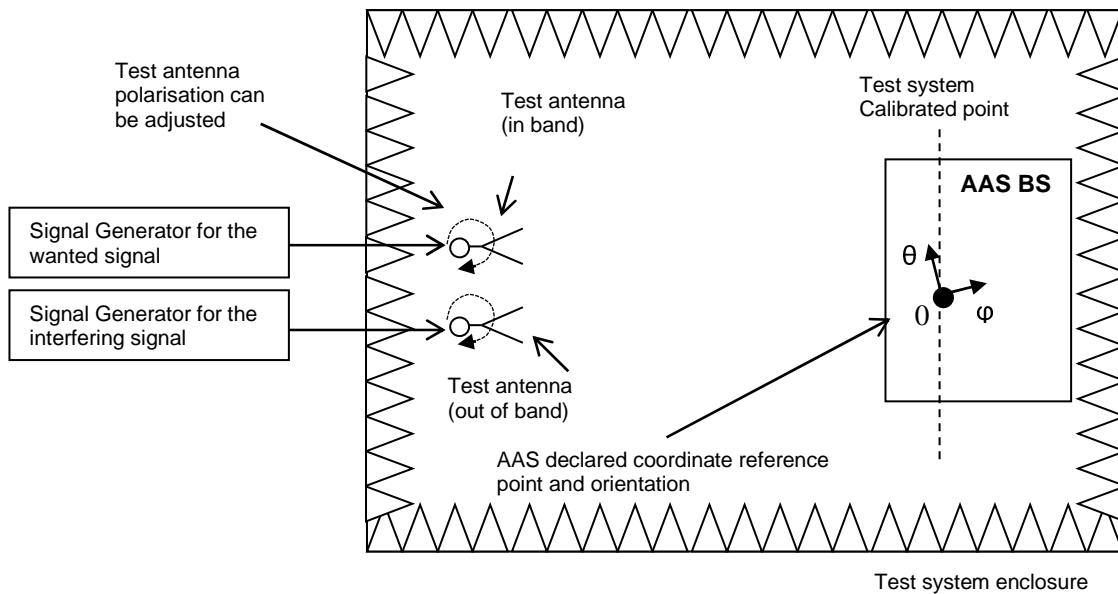 Test antenna
polarisation can
be adjusted
Test antenna
(in band)
Test system
Calibrated point
AAS BS
Signal Generator for the
wanted signal
θ
0
φ
Signal Generator for the
interfering signal
Test antenna
(out of band)
AAS declared coordinate reference
point and orientation
Test system enclosure